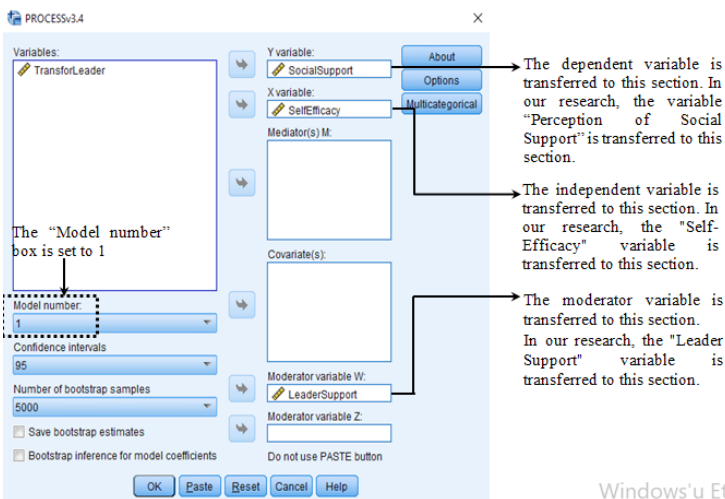 PROCESSv3.4
Variables:
TransforLeader
Y variable:
SocialSupport
X variable:
SelfEfficacy
Mediator(s) M:
Covariate(s):
Moderator variable W:
LeaderSupport
Moderator variable Z:
Do not use PASTE button
About
Options
Multicategorical
The “Model number”
box is set to 1
Model number:
1
Confidence intervals
95
Number of bootstrap samples
5000
Save bootstrap estimates
Bootstrap inference for model coefficients
OK
Paste
Reset
Cancel
Help
The dependent variable is
transferred to this section. In
our research, the variable
“Perception of Social
Support” is transferred to this
section.
The independent variable is
transferred to this section. In
our research, the "Self-
Efficacy" variable is
transferred to this section.
The moderator variable is
transferred to this section.
In our research, the "Leader
Support" variable is
transferred to this section.
Windows'u Et